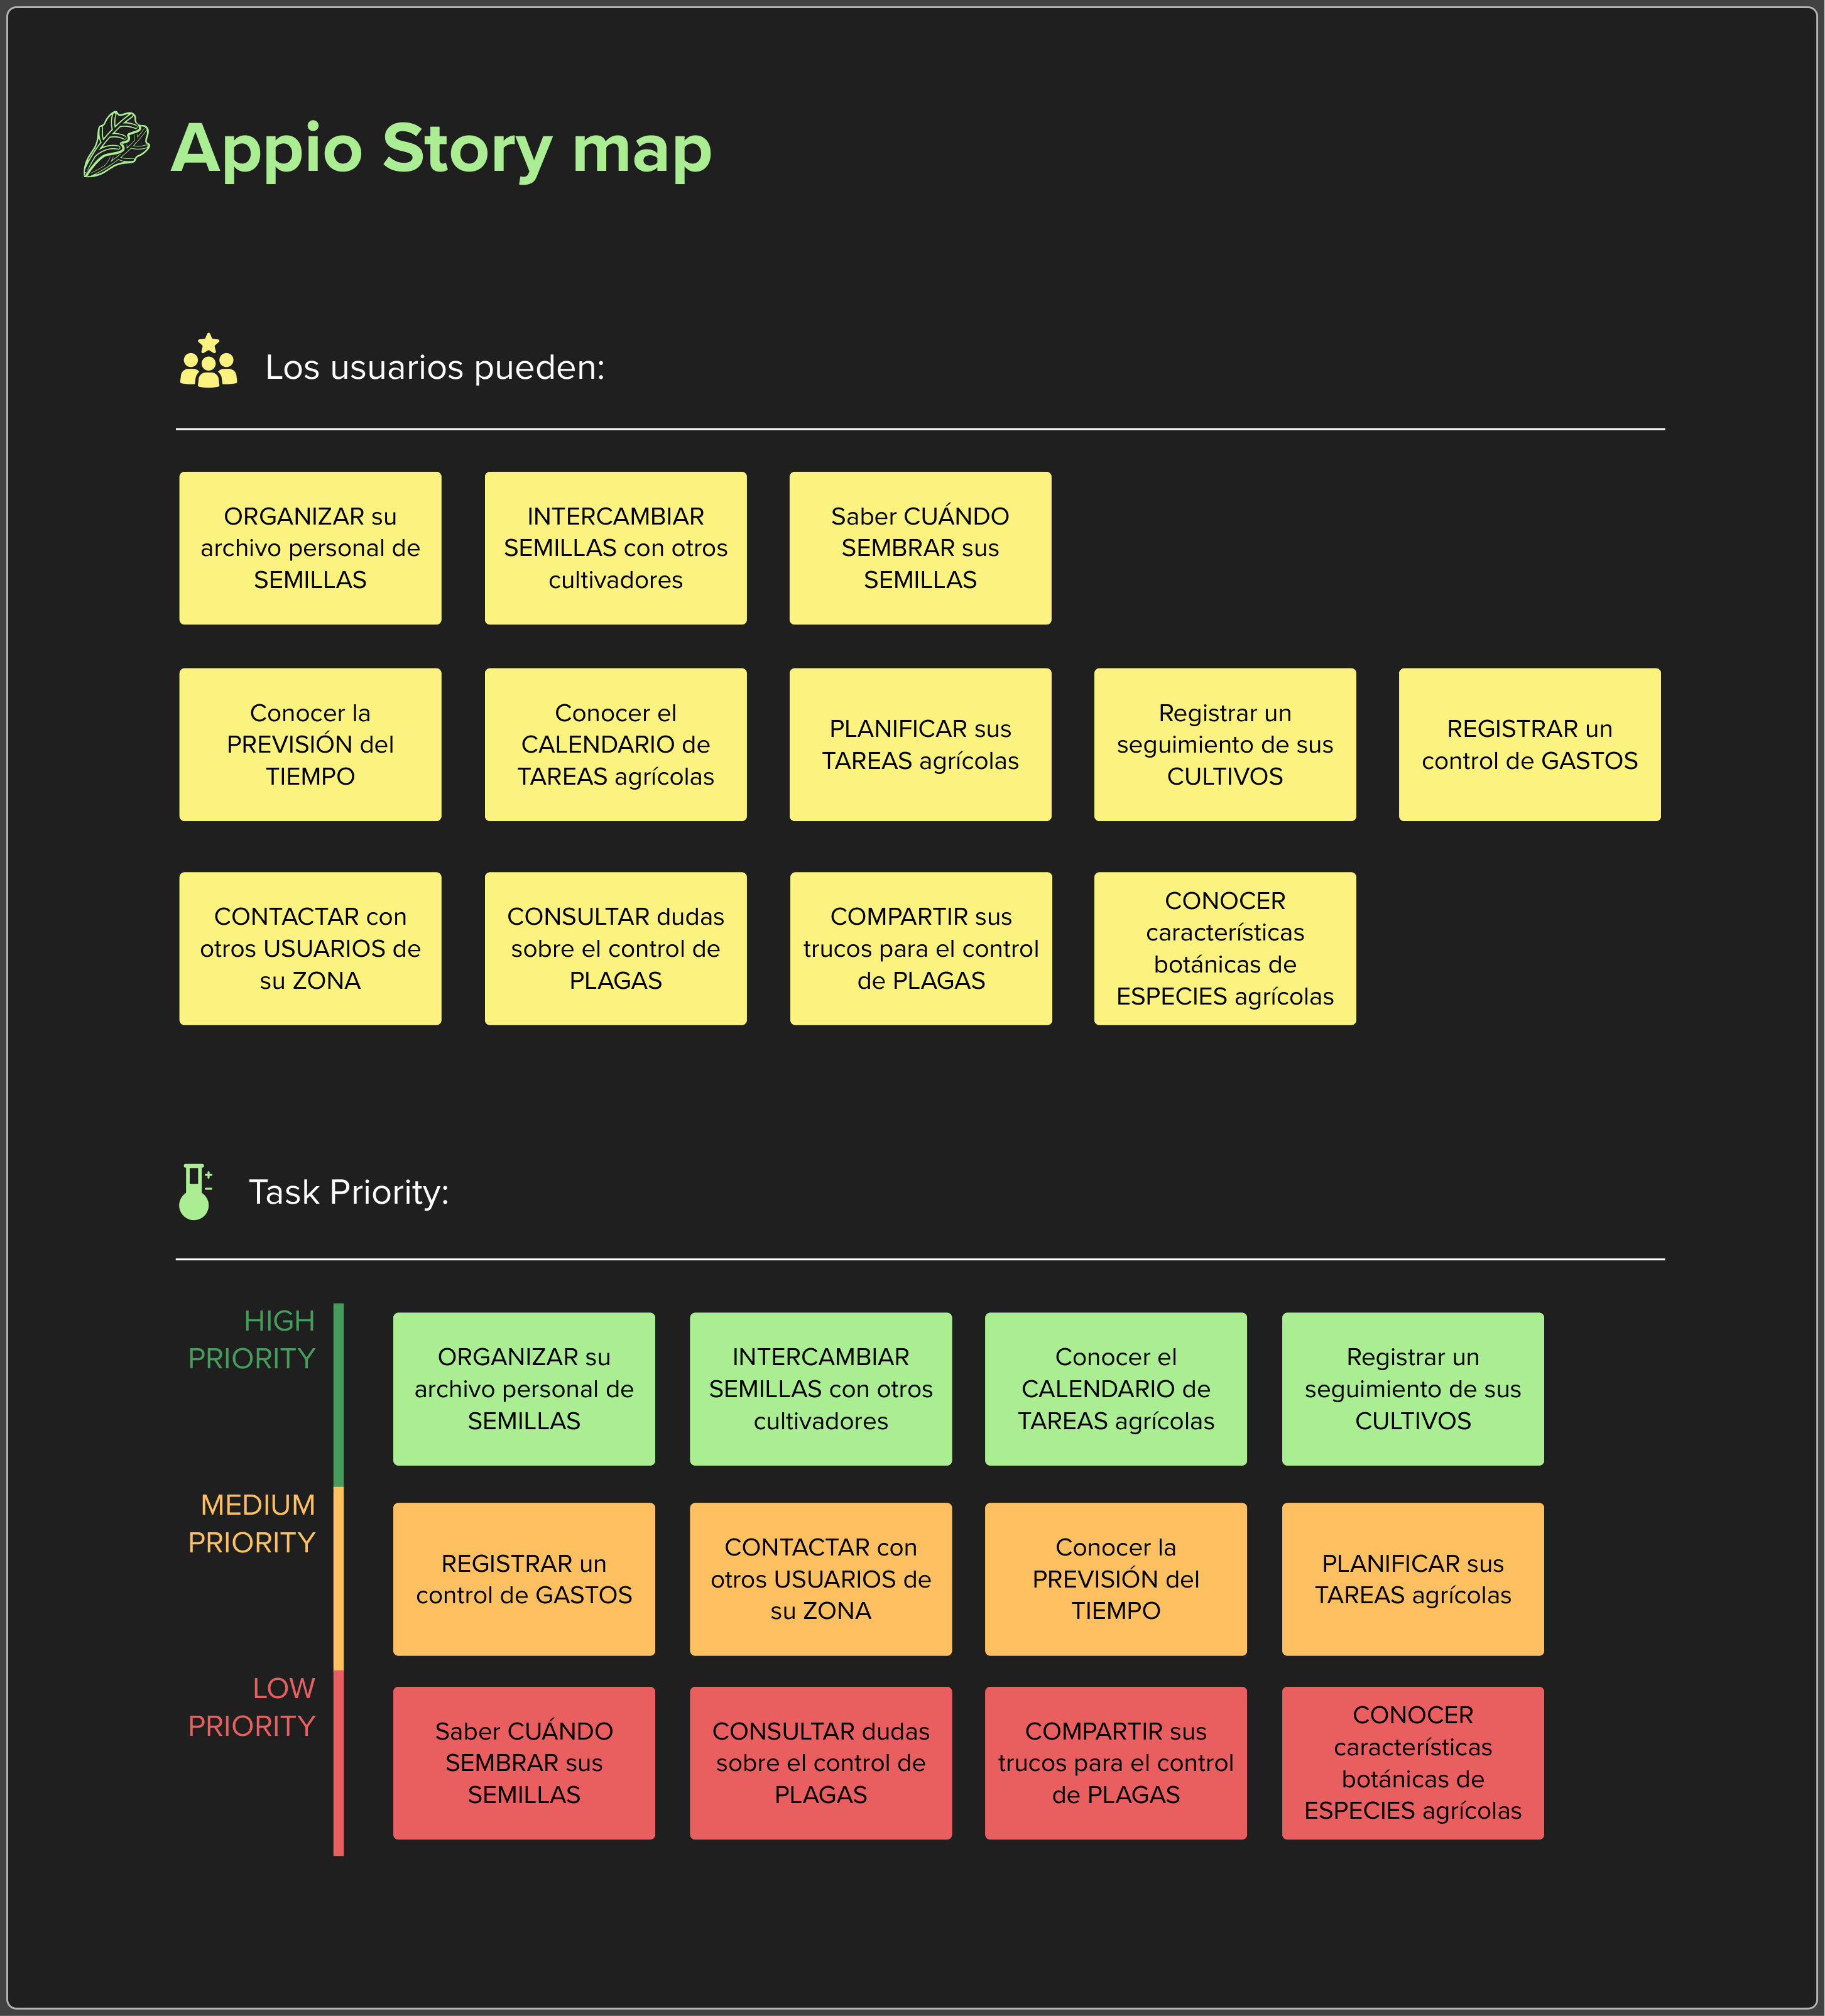 Appio Story map
Los usuarios pueden:
ORGANIZAR su
archivo personal de
SEMILLAS
INTERCAMBIAR
SEMILLAS con otros
cultivadores
Saber CUÁNDO
SEMBRAR sus
SEMILLAS
Conocer la
PREVISIÓN del
TIEMPO
Conocer el
CALENDARIO de
TAREAS agrícolas
PLANIFICAR sus
TAREAS agrícolas
Registrar un
seguimiento de sus
CULTIVOS
REGISTRAR un
control de GASTOS
CONTACTAR con
otros USUARIOS de
su ZONA
CONSULTAR dudas
sobre el control de
PLAGAS
COMPARTIR sus
trucos para el control
de PLAGAS
CONOCER
características
botánicas de
ESPECIES agrícolas
Task Priority:
HIGH
PRIORITY
ORGANIZAR su
archivo personal de
SEMILLAS
INTERCAMBIAR
SEMILLAS con otros
cultivadores
Conocer el
CALENDARIO de
TAREAS agrícolas
Registrar un
seguimiento de sus
CULTIVOS
MEDIUM
PRIORITY
REGISTRAR un
control de GASTOS
CONTACTAR con
otros USUARIOS de
su ZONA
Conocer la
PREVISIÓN del
TIEMPO
PLANIFICAR sus
TAREAS agrícolas
LOW
PRIORITY
Saber CUÁNDO
SEMBRAR sus
SEMILLAS
CONSULTAR dudas
sobre el control de
PLAGAS
COMPARTIR sus
trucos para el control
de PLAGAS
CONOCER
características
botánicas de
ESPECIES agrícolas